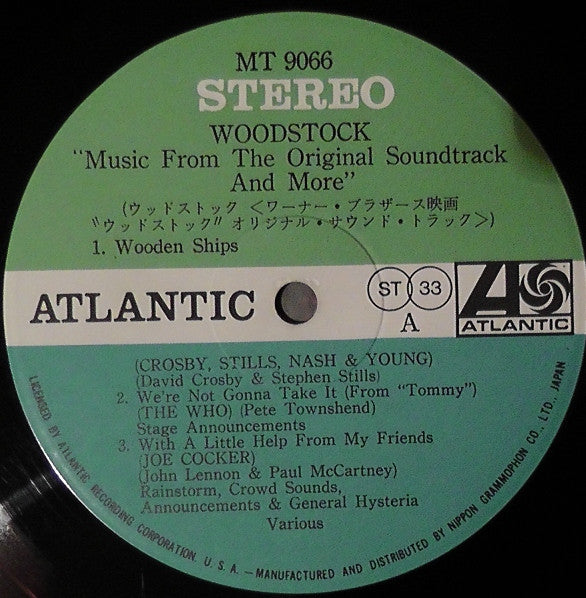 MT 9066
STEREO
WOODSTOCK
“Music From The Original Soundtrack
And More”
(ウッドストック <ワーナー・ブラザース映画
〝ウッドストック〟 オリジナル・サウンド・トラック>)
1. Wooden Ships
ATLANTIC
ST 33
A
ATLANTIC
(CROSBY, STILLS, NASH & YOUNG)
(David Crosby & Stephen Stills)
2. We're Not Gonna Take It (From “Tommy”)
(THE WHO) (Pete Townshend)
Stage Announcements
3. With A Little Help From My Friends
(JOE COCKER)
(John Lennon & Paul McCartney)
Rainstorm, Crowd Sounds,
Announcements & General Hysteria
Various
LICENSED BY ATLANTIC RECORDING CORPORATION, U. S. A. — MANUFACTURED AND DISTRIBUTED BY NIPPON GRAMMOPHON CO., LTD., JAPAN